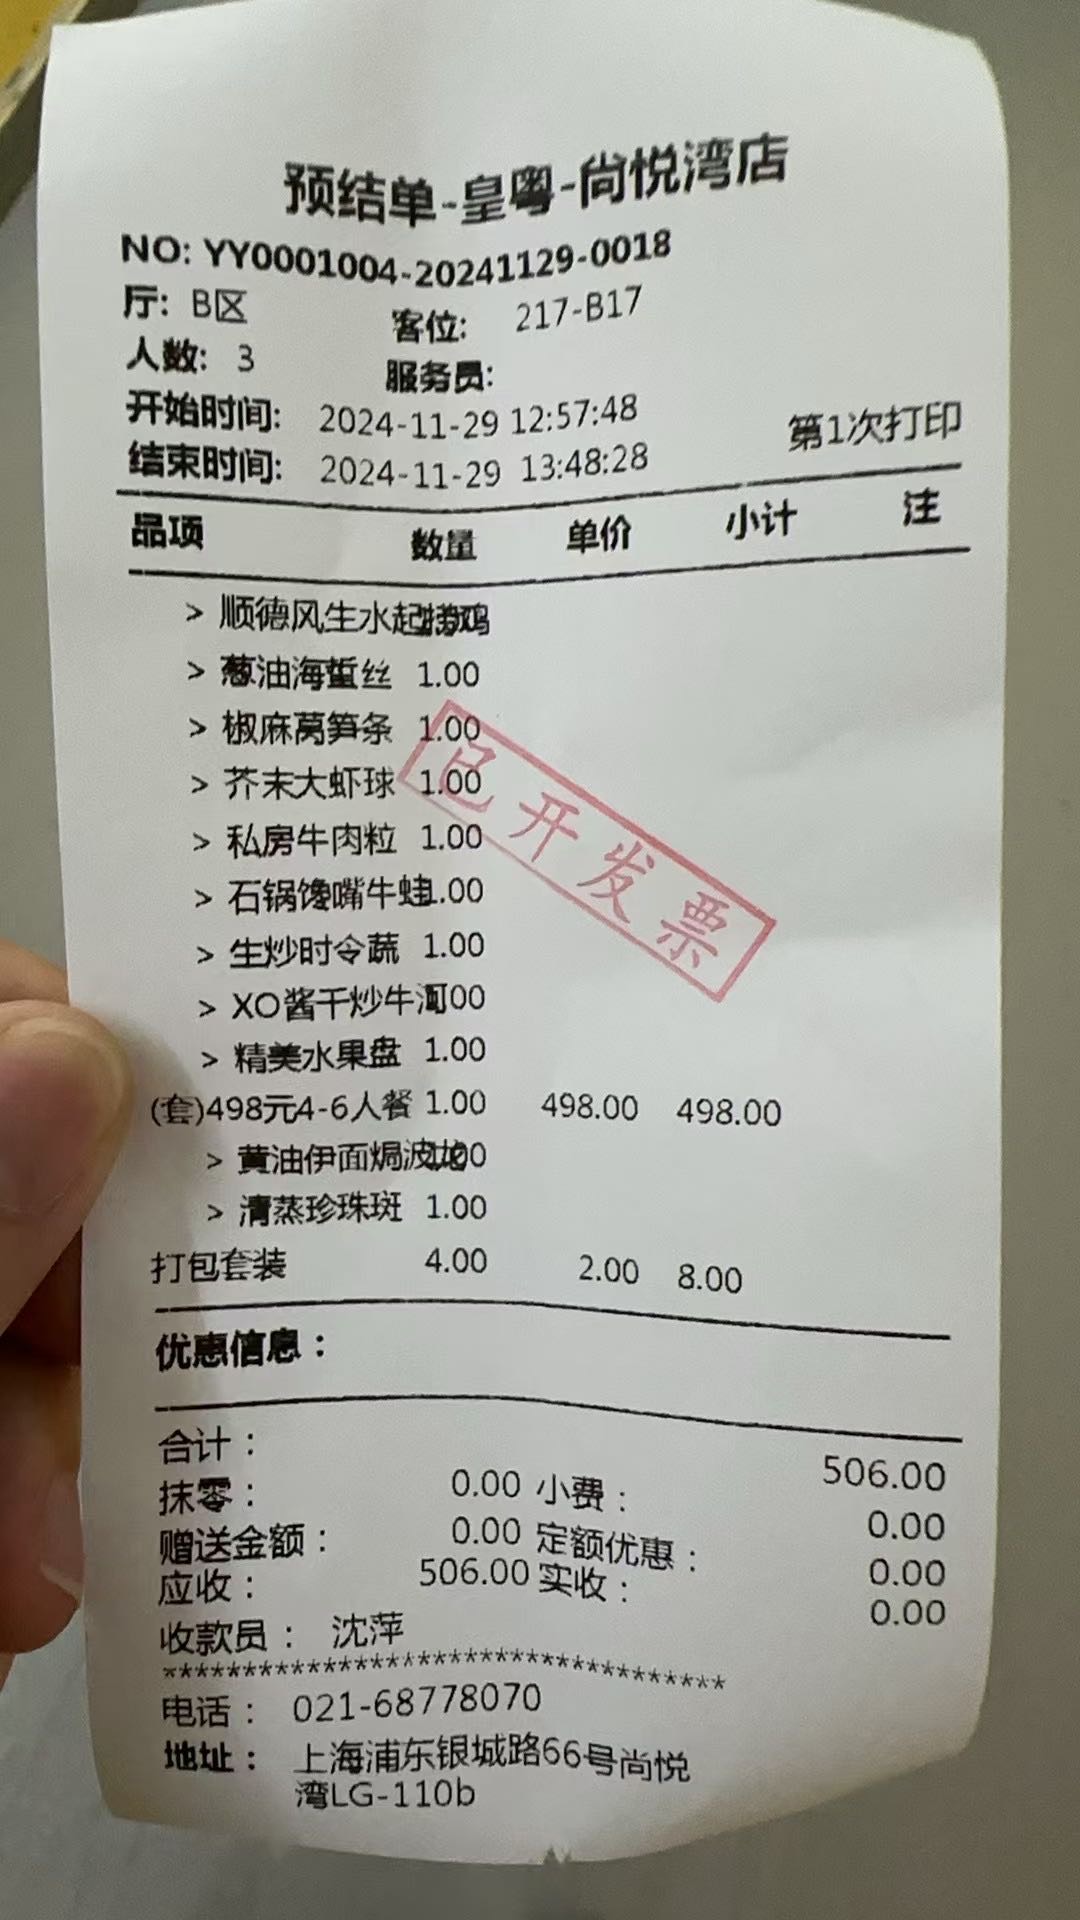 预结单-皇粤-尚悦湾店
NO: YY0001004-20241129-0018
厅: B区 客位: 217-B17
人数: 3 服务员:
开始时间: 2024-11-29 12:57:48
结束时间: 2024-11-29 13:48:28 第1次打印
品项 数量 单价 小计 注
> 顺德风生水起捞鸡
> 葱油海蜇丝 1.00
> 椒麻莴笋条 1.00
> 芥末大虾球 1.00
> 私房牛肉粒 1.00
> 石锅馋嘴牛蛙1.00
> 生炒时令蔬 1.00
> XO酱干炒牛河00
> 精美水果盘 1.00
(套)498元4-6人餐 1.00 498.00 498.00
> 黄油伊面焗波龙00
> 清蒸珍珠斑 1.00
打包套装 4.00 2.00 8.00
已开发票
优惠信息：
合计： 506.00
抹零： 0.00 小费： 0.00
赠送金额： 0.00 定额优惠： 0.00
应收： 506.00 实收： 0.00
收款员： 沈萍
***********************************
电话： 021-68778070
地址： 上海浦东银城路66号尚悦
湾LG-110b